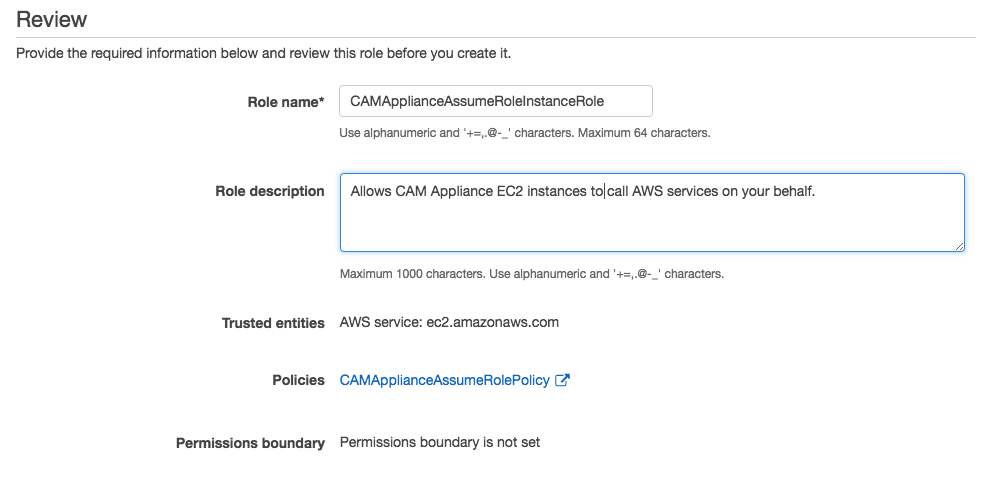 Review
Provide the required information below and review this role before you create it.
Role name* CAMApplianceAssumeRoleInstanceRole
Use alphanumeric and '+=,.@-_' characters. Maximum 64 characters.
Role description Allows CAM Appliance EC2 instances to call AWS services on your behalf.
Maximum 1000 characters. Use alphanumeric and '+=,.@-_' characters.
Trusted entities AWS service: ec2.amazonaws.com
Policies CAMApplianceAssumeRolePolicy
Permissions boundary Permissions boundary is not set